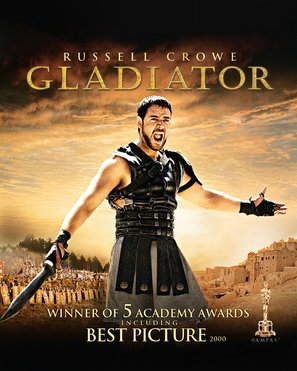 RUSSELL CROWE
GLADIATOR
WINNER OF 5 ACADEMY AWARDS
INCLUDING
BEST PICTURE 2000